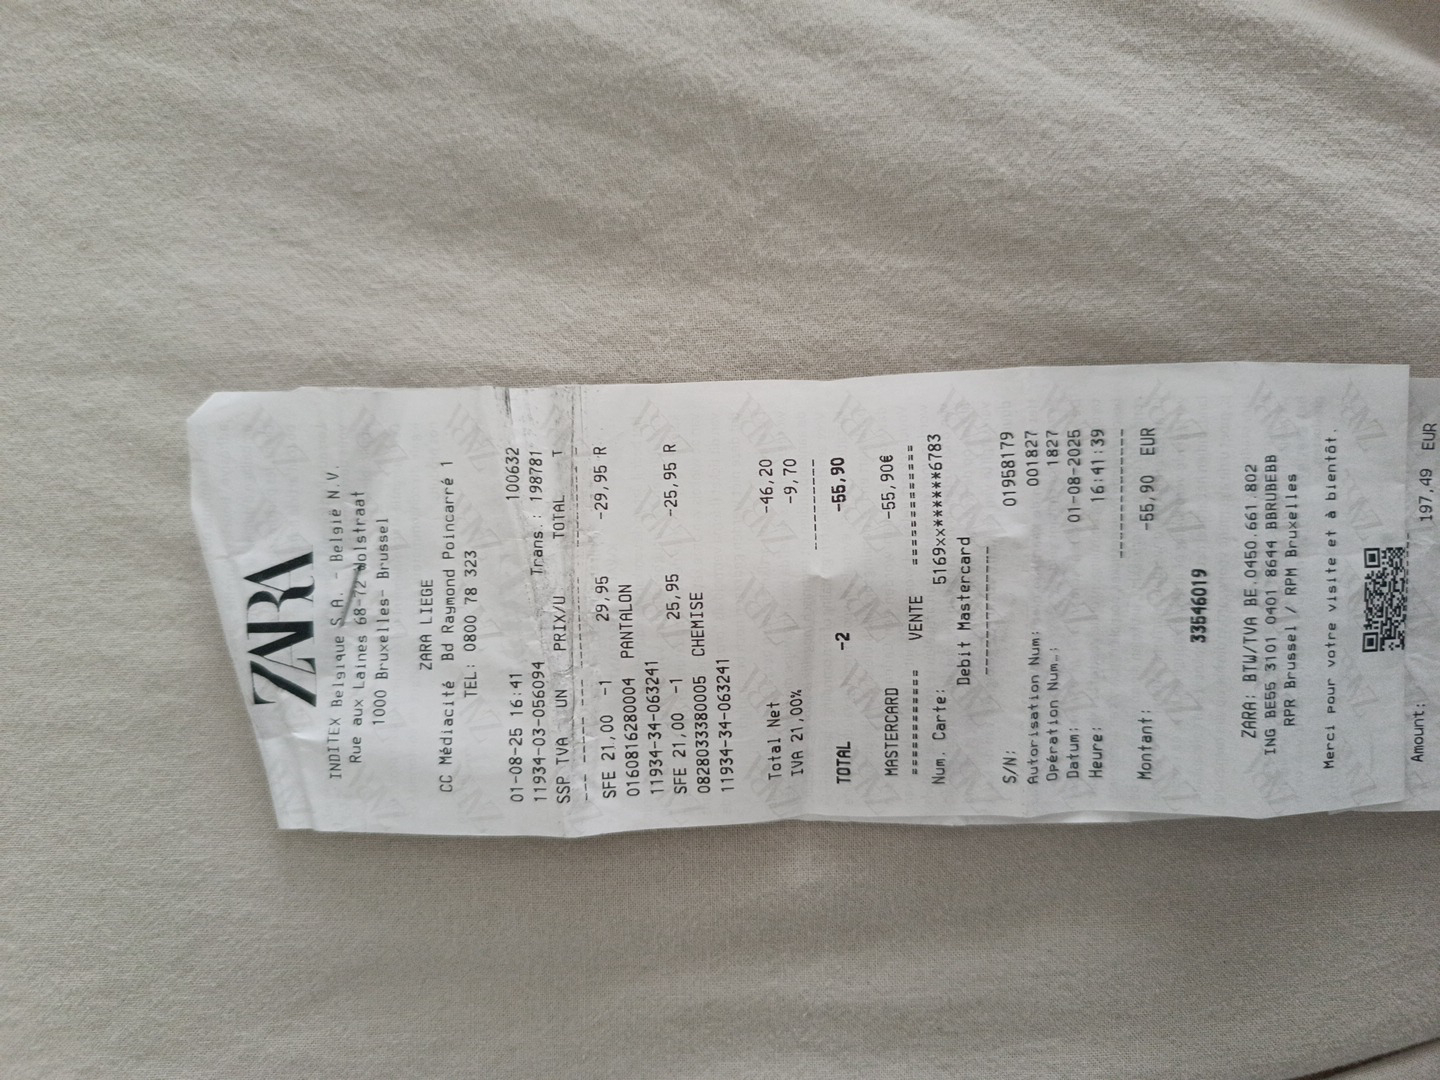 ZARA
INDITEX Belgique S.A. - België N.V.
Rue aux Laines 68-72 Wolstraat
1000 Bruxelles- Brussel
ZARA LIEGE
CC Médiacité Bd Raymond Poincarré 1
TEL: 0800 78 323
01-08-25 16:41 100632
11934-03-056094 Trans.: 198781
SSP TVA UN PRIX/U TOTAL T
SFE 21,00 -1 29,95 -29,95 R
01608162800​04 PANTALON
11934-34-063241
SFE 21,00 -1 25,95 -25,95 R
08280333380005 CHEMISE
11934-34-063241
Total Net -46,20
IVA 21,00% -9,70
----------
TOTAL -2 -55,90
MASTERCARD -55,90€
============ VENTE ============
Num. Carte: 5169xx******6783
Debit Mastercard
S/N: 01958179
Autorisation Num: 001827
Opération Num.: 1827
Datum: 01-08-2025
Heure: 16:41:39
Montant: -55,90 EUR
33546019
ZARA: BTW/TVA BE.0450.661.802
ING BE55 3101 0401 8644 BBRUBEBB
RPR Brussel / RPM Bruxelles
Merci pour votre visite et à bientôt.
Amount: 197,49 EUR